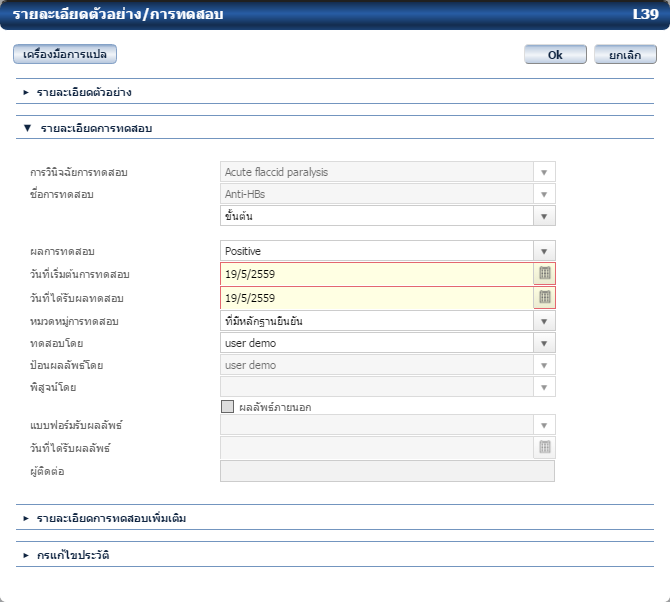 รายละเอียดตัวอย่าง/การทดสอบ L39
เครื่องมือการแปล Ok ยกเลิก
รายละเอียดตัวอย่าง
รายละเอียดการทดสอบ
การวินิจฉัยการทดสอบ Acute flaccid paralysis
ชื่อการทดสอบ Anti-HBs
ขั้นต้น
ผลการทดสอบ Positive
วันที่เริ่มต้นการทดสอบ 19/5/2559
วันที่ได้รับผลทดสอบ 19/5/2559
หมวดหมู่การทดสอบ ที่มีหลักฐานยืนยัน
ทดสอบโดย user demo
ป้อนผลลัพธ์โดย user demo
พิสูจน์โดย
ผลลัพธ์ภายนอก
แบบฟอร์มรับผลลัพธ์
วันที่ได้รับผลลัพธ์
ผู้ติดต่อ
รายละเอียดการทดสอบเพิ่มเติม
กรแก้ไขประวัติ